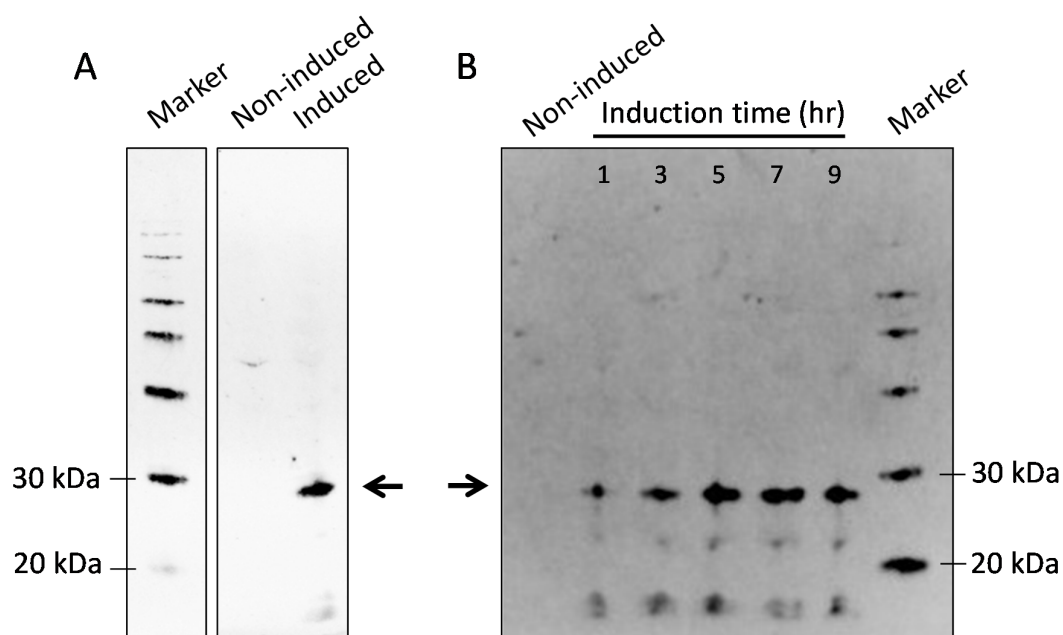 A
Marker
Non-induced
Induced
30 kDa
20 kDa
B
Non-induced
Induction time (hr)
Marker
1 3 5 7 9
30 kDa
20 kDa